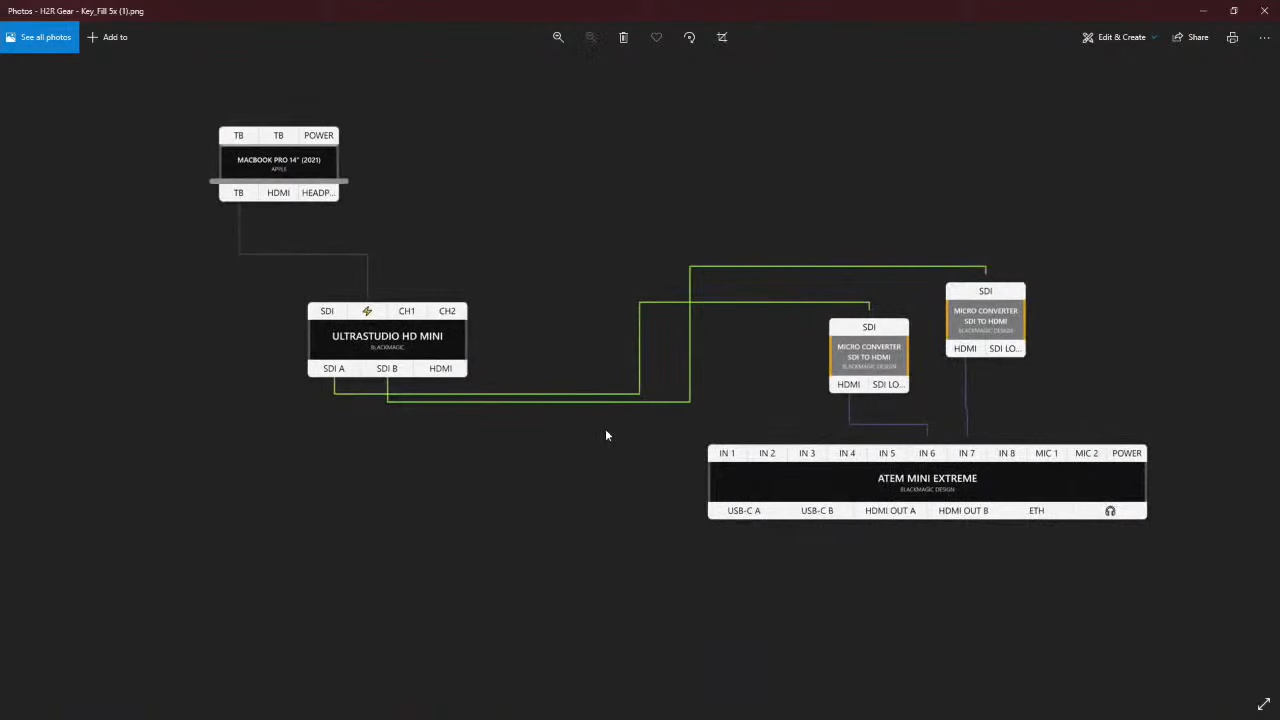 Photos - H2R Gear - Key_Fill 5x (1).png
See all photos
Add to
Edit & Create
Share
TB TB POWER
MACBOOK PRO 14" (2021)
APPLE
TB HDMI HEADP...
SDI CH1 CH2
ULTRASTUDIO HD MINI
BLACKMAGIC
SDI A SDI B HDMI
SDI
MICRO CONVERTER
SDI TO HDMI
BLACKMAGIC DESIGN
HDMI SDI LO...
SDI
MICRO CONVERTER
SDI TO HDMI
BLACKMAGIC DESIGN
HDMI SDI LO...
IN 1 IN 2 IN 3 IN 4 IN 5 IN 6 IN 7 IN 8 MIC 1 MIC 2 POWER
ATEM MINI EXTREME
BLACKMAGIC DESIGN
USB-C A USB-C B HDMI OUT A HDMI OUT B ETH